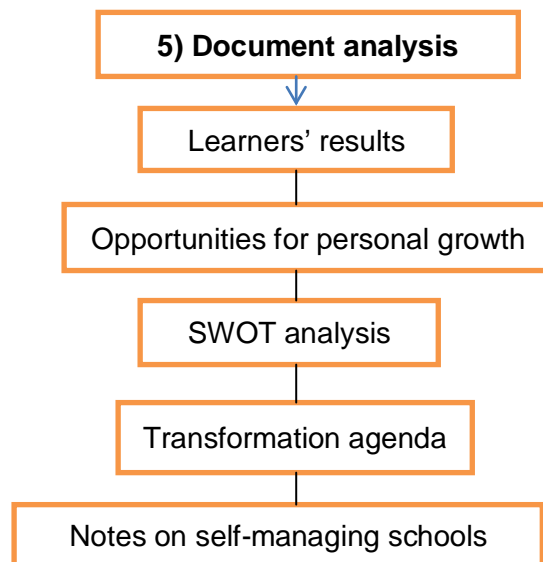 5) Document analysis
Learners’ results
Opportunities for personal growth
SWOT analysis
Transformation agenda
Notes on self-managing schools